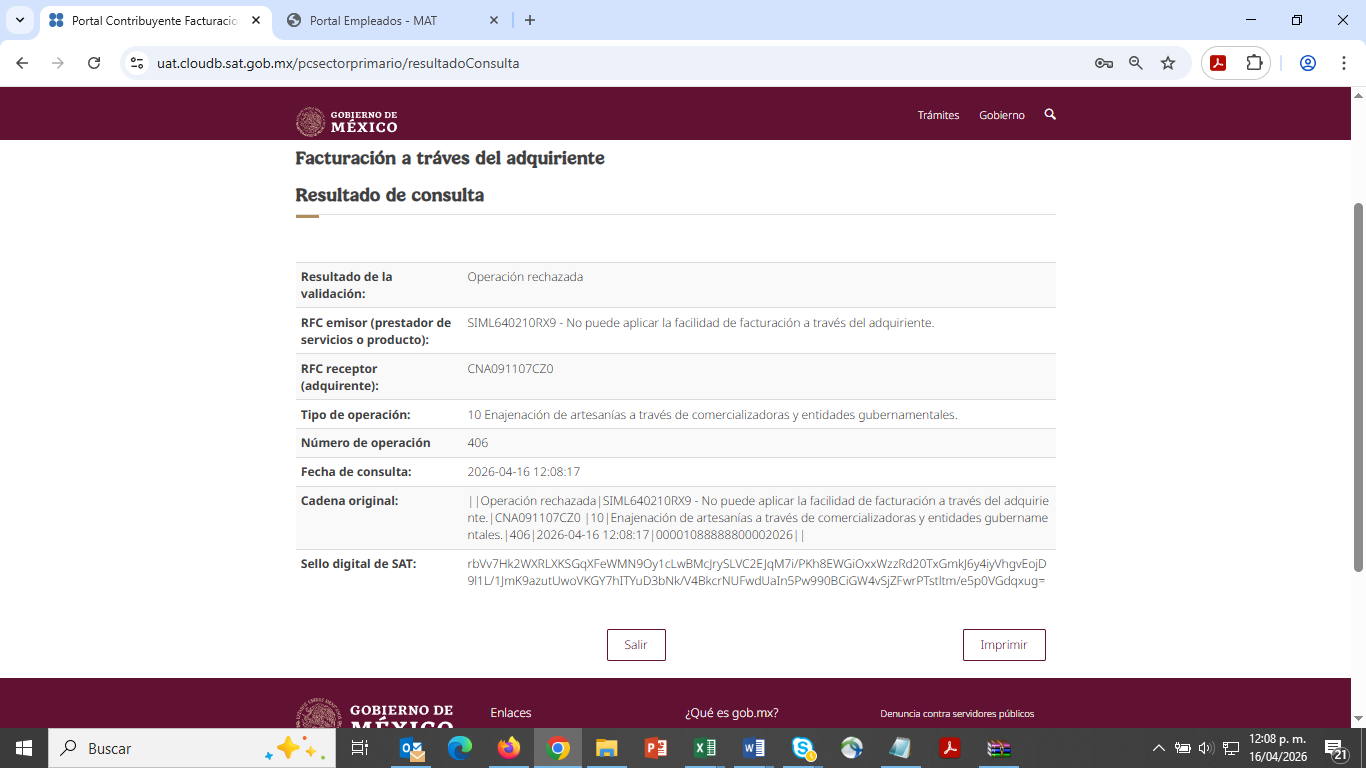 Portal Contribuyente Facturacio
Portal Empleados - MAT
uat.cloudb.sat.gob.mx/pcsectorprimario/resultadoConsulta
GOBIERNO DE
MÉXICO
Trámites
Gobierno
Facturación a tráves del adquiriente
Resultado de consulta
Resultado de la
validación:
Operación rechazada
RFC emisor (prestador de
servicios o producto):
SIML640210RX9 - No puede aplicar la facilidad de facturación a través del adquiriente.
RFC receptor
(adquirente):
CNA091107CZ0
Tipo de operación:
10 Enajenación de artesanías a través de comercializadoras y entidades gubernamentales.
Número de operación
406
Fecha de consulta:
2026-04-16 12:08:17
Cadena original:
||Operación rechazada|SIML640210RX9 - No puede aplicar la facilidad de facturación a través del adquirie
nte.|CNA091107CZ0 |10|Enajenación de artesanías a través de comercializadoras y entidades gubername
ntales.|406|2026-04-16 12:08:17|00001088888800002026||
Sello digital de SAT:
rbVv7Hk2WXRLXKSGqXFeWMN9Oy1cLwBMcJrySLVC2EJqM7i/PKh8EWGiOxxWzzRd20TxGmkJ6y4iyVhgvEojD
9l1L/1JmK9azutUwoVKGY7hITYuD3bNk/V4BkcrNUFwdUaIn5Pw990BCiGW4vSjZFwrPTstltm/e5p0VGdqxug=
Salir
Imprimir
GOBIERNO DE
MÉXICO
Enlaces
¿Qué es gob.mx?
Denuncia contra servidores públicos
Buscar
12:08 p. m.
16/04/2026
21